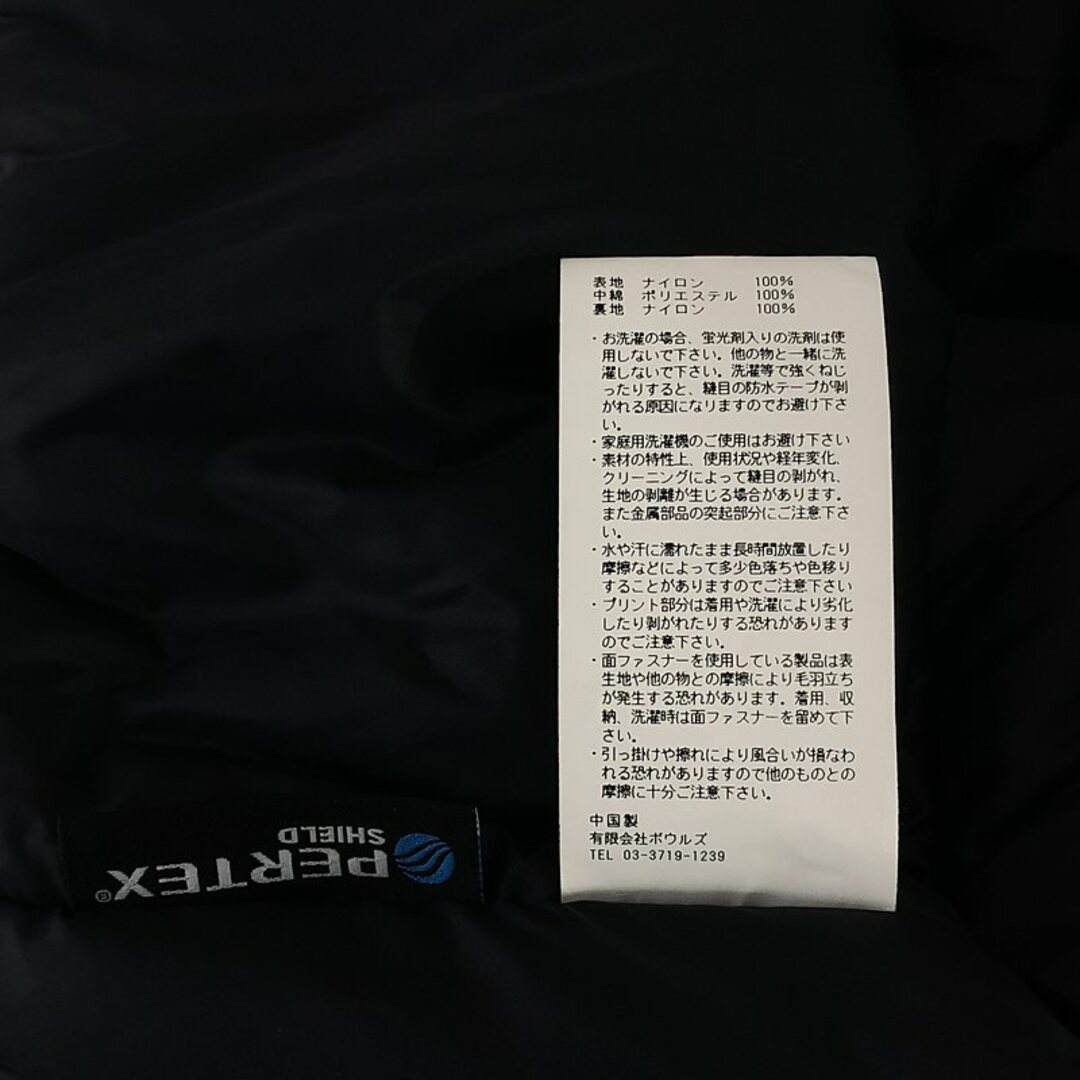 表地 ナイロン 100%
中綿 ポリエステル 100%
裏地 ナイロン 100%
・お洗濯の場合、蛍光剤入りの洗剤は使
用しないで下さい。他の物と一緒に洗
濯しないで下さい。洗濯等で強くねじ
ったりすると、縫目の防水テープが剥
がれる原因になりますのでお避け下さ
い。
・家庭用洗濯機のご使用はお避け下さい
・素材の特性上、使用状況や経年変化、
クリーニングによって縫目の剥がれ、
生地の剥離が生じる場合があります。
また金属部品の突起部分にご注意下さ
い。
・水や汗に濡れたまま長時間放置したり
摩擦などによって多少色落ちや色移り
することがありますのでご注意下さい
・プリント部分は着用や洗濯により劣化
したり剥がれたりする恐れがあります
のでご注意下さい。
・面ファスナーを使用している製品は表
生地や他の物との摩擦により毛羽立ち
が発生する恐れがあります。着用、収
納、洗濯時は面ファスナーを留めて下
さい。
・引っ掛けや擦れにより風合いが損なわ
れる恐れがありますので他のものとの
摩擦に十分ご注意下さい。
中国製
有限会社ボウルズ
TEL 03-3719-1239
PERTEX®
SHIELD